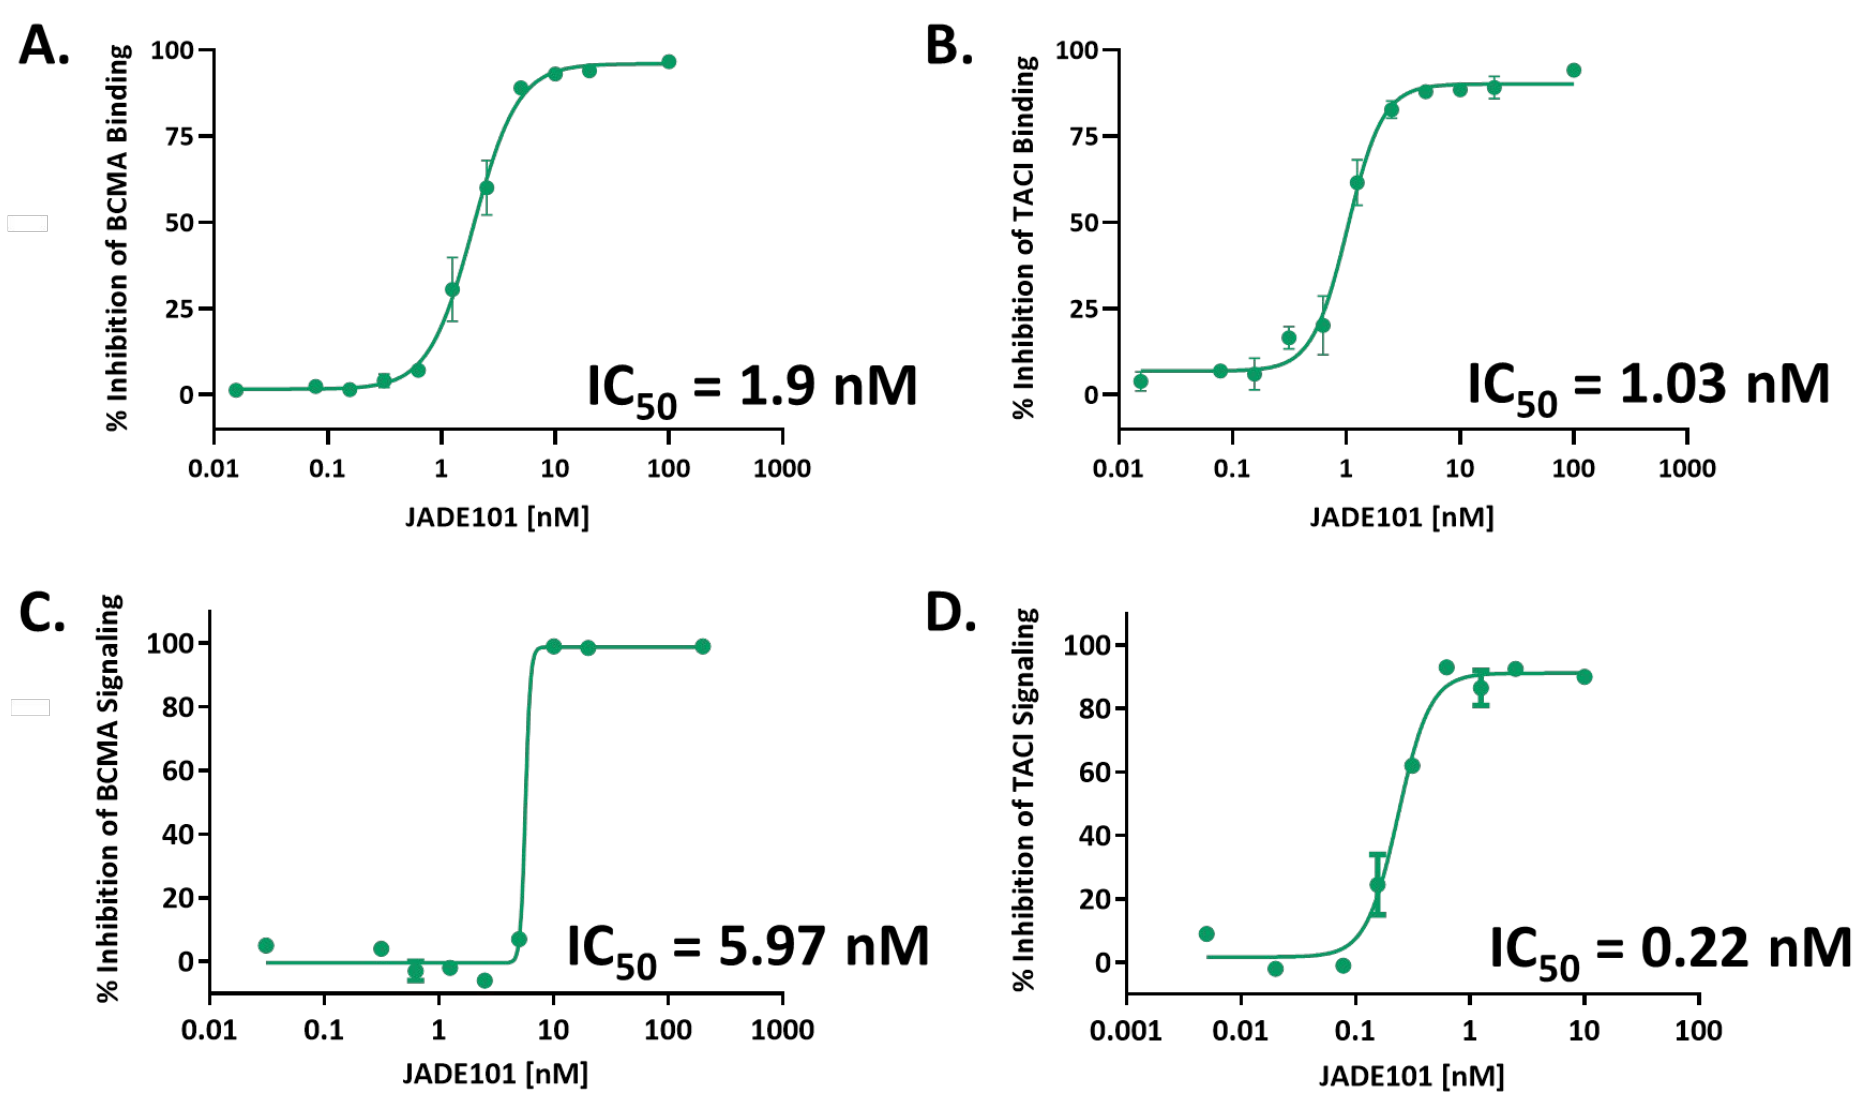 A.
% Inhibition of BCMA Binding
100
75
50
25
0
0.01 0.1 1 10 100 1000
JADE101 [nM]
IC50 = 1.9 nM
B.
% Inhibition of TACI Binding
100
75
50
25
0
0.01 0.1 1 10 100 1000
JADE101 [nM]
IC50 = 1.03 nM
C.
% Inhibition of BCMA Signaling
100
80
60
40
20
0
0.01 0.1 1 10 100 1000
JADE101 [nM]
IC50 = 5.97 nM
D.
% Inhibition of TACI Signaling
100
80
60
40
20
0
0.001 0.01 0.1 1 10 100
JADE101 [nM]
IC50 = 0.22 nM